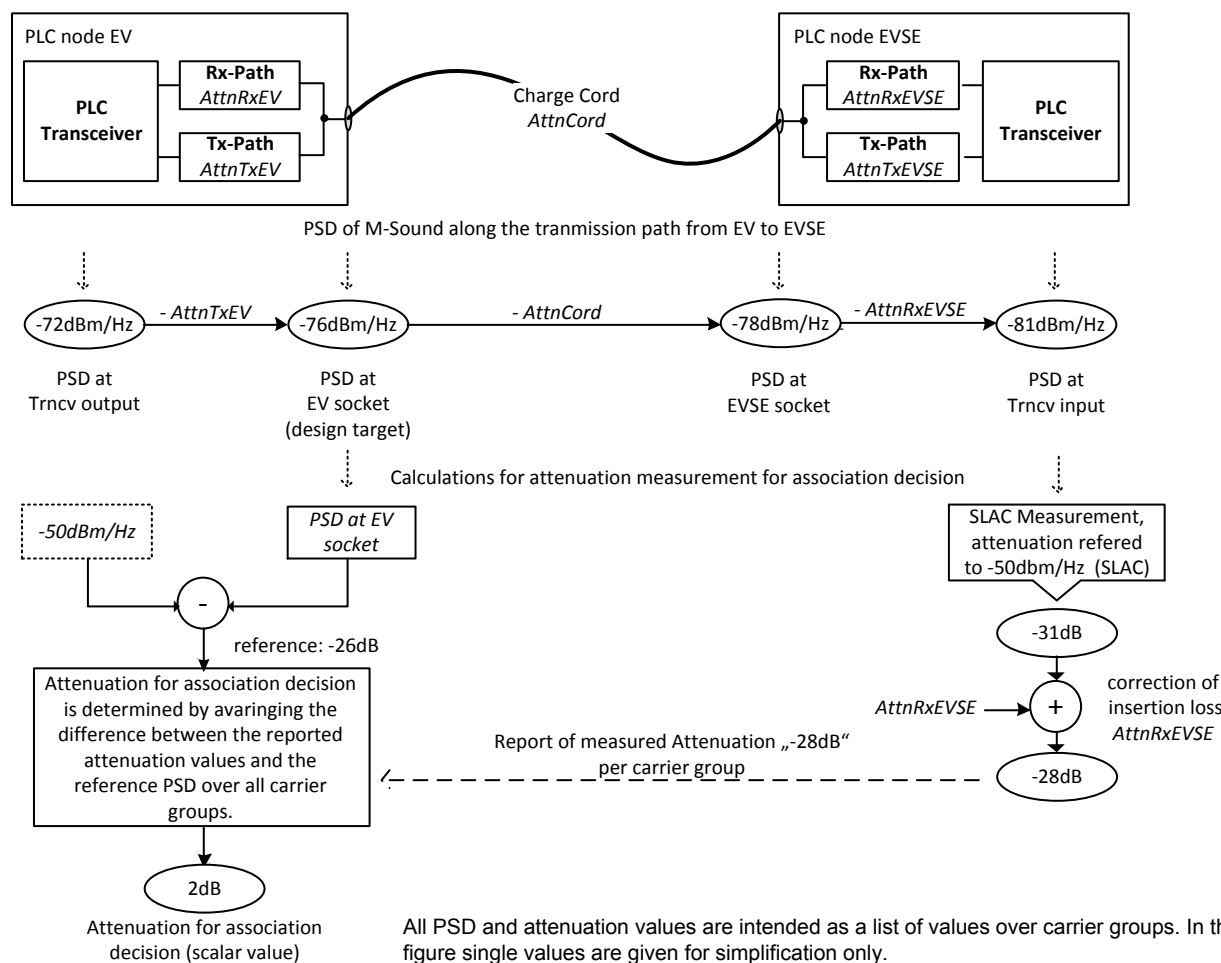 PLC node EV
PLC node EVSE
PLC
Transceiver
Rx-Path
AttnRxEV
Tx-Path
AttnTxEV
Charge Cord
AttnCord
Rx-Path
AttnRxEVSE
Tx-Path
AttnTxEVSE
PLC
Transceiver
PSD of M-Sound along the tranmission path from EV to EVSE
-72dBm/Hz
- AttnTxEV
-76dBm/Hz
- AttnCord
-78dBm/Hz
- AttnRxEVSE
-81dBm/Hz
PSD at
Trncv output
PSD at
EV socket
(design target)
PSD at
EVSE socket
PSD at
Trncv input
Calculations for attenuation measurement for association decision
-50dBm/Hz
PSD at EV
socket
SLAC Measurement,
attenuation refered
to -50dbm/Hz (SLAC)
-
reference: -26dB
-31dB
Attenuation for association decision
is determined by avaringing the
difference between the reported
attenuation values and the
reference PSD over all carrier
groups.
AttnRxEVSE
+
correction of
insertion loss
AttnRxEVSE
Report of measured Attenuation „-28dB“
per carrier group
-28dB
2dB
Attenuation for association
decision (scalar value)
All PSD and attenuation values are intended as a list of values over carrier groups. In th
figure single values are given for simplification only.